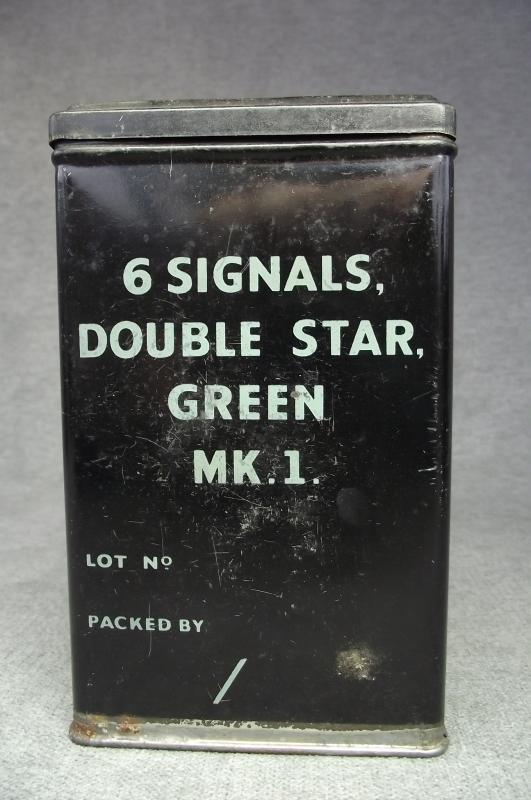 6 SIGNALS,
DOUBLE STAR,
GREEN
MK.1.
LOT Nº
PACKED BY
/